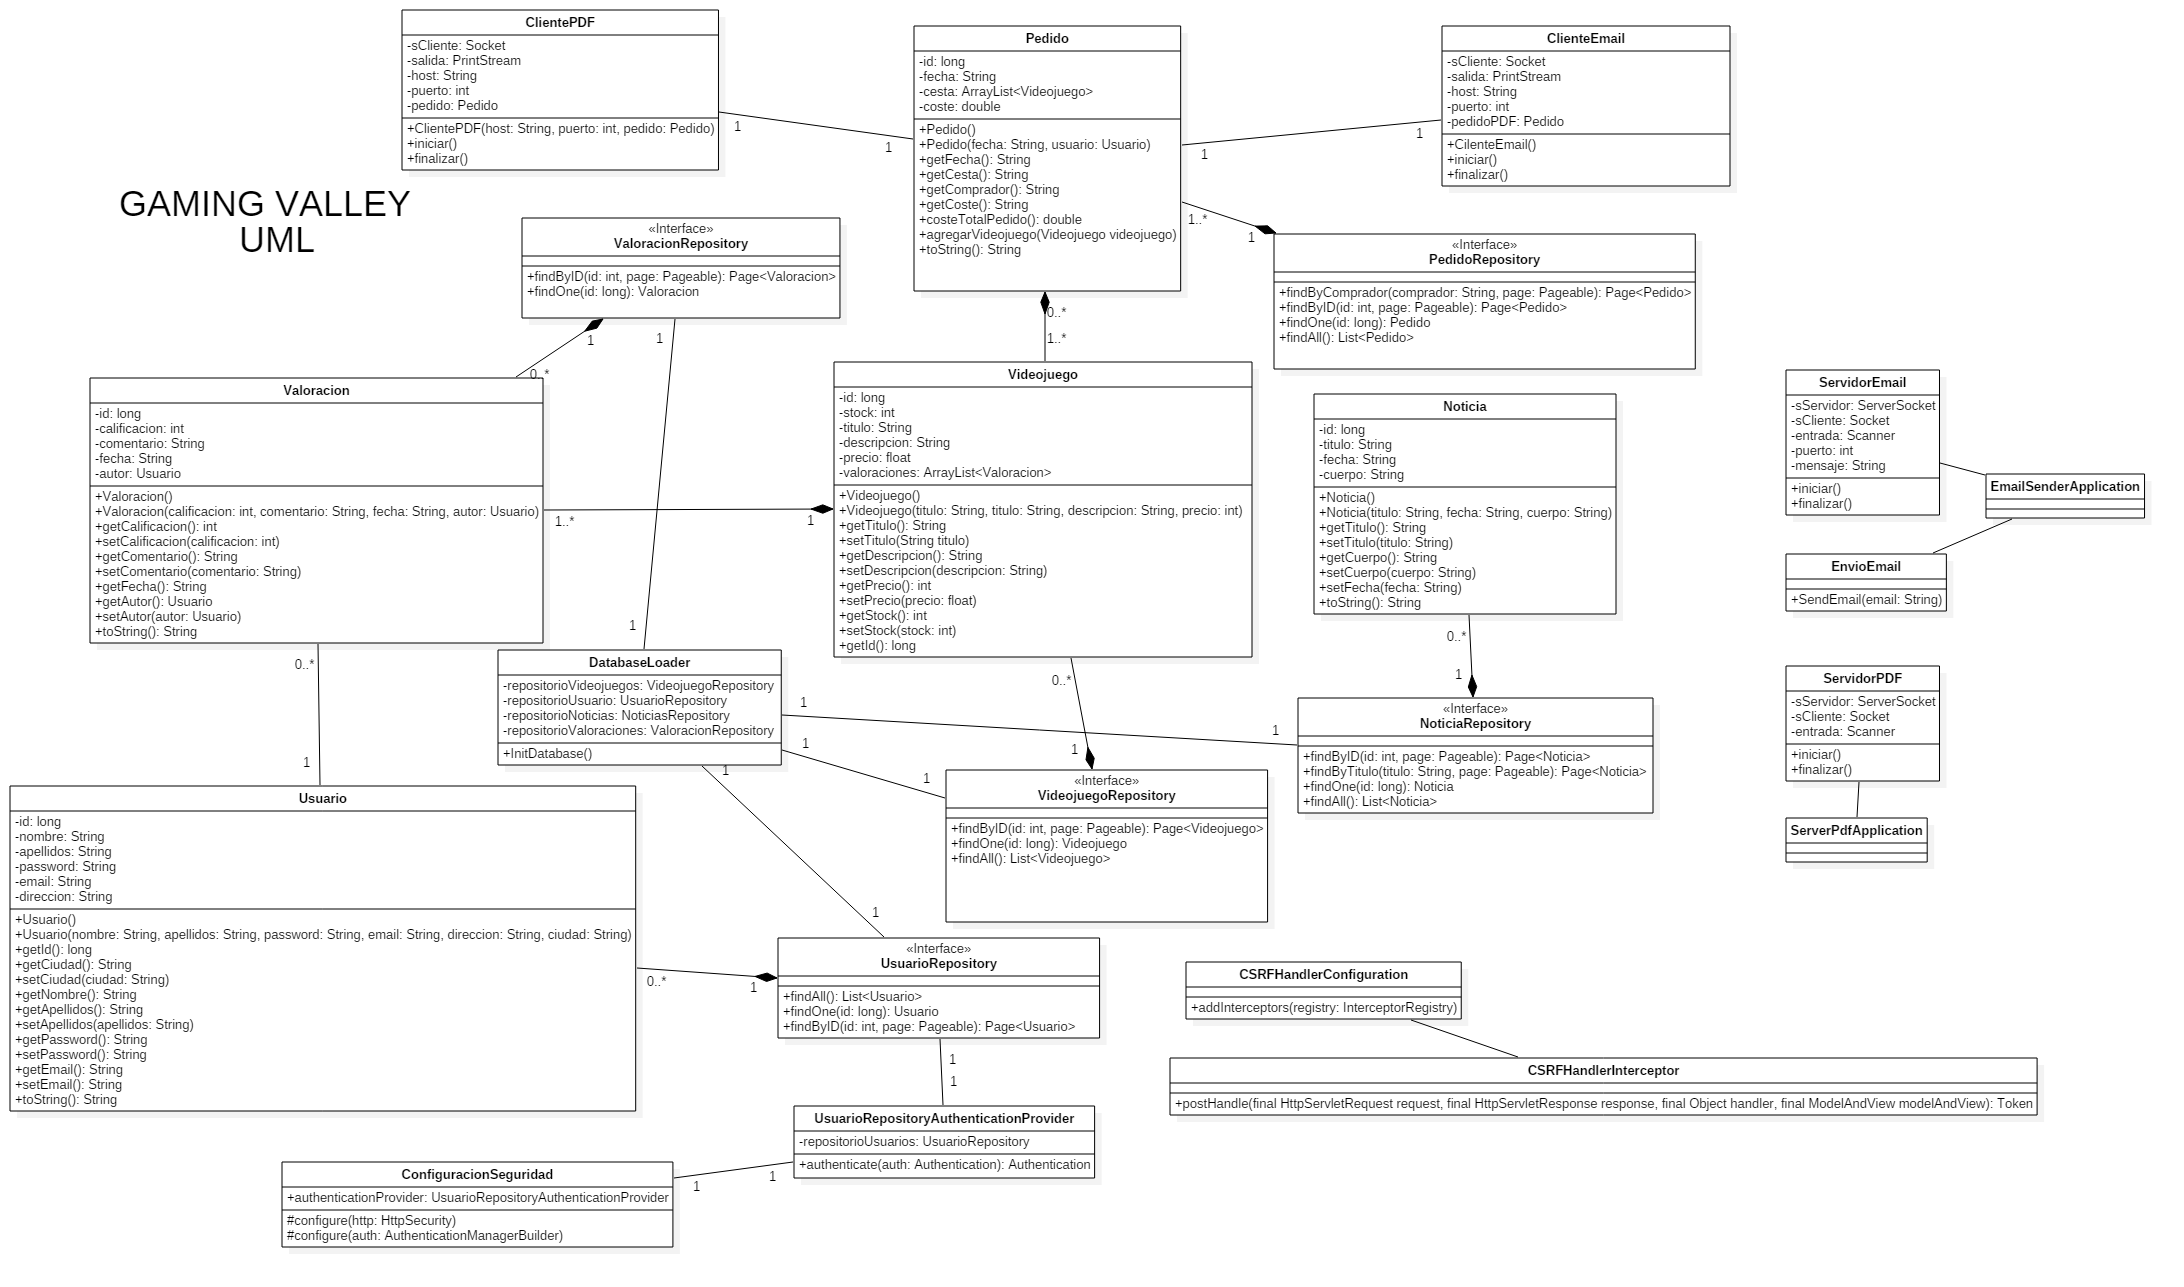 ClientePDF
-sCliente: Socket
-salida: PrintStream
-host: String
-puerto: int
-pedido: Pedido
+ClientePDF(host: String, puerto: int, pedido: Pedido)
+iniciar()
+finalizar()
1
1
Pedido
-id: long
-fecha: String
-cesta: ArrayList<Videojuego>
-coste: double
+Pedido()
+Pedido(fecha: String, usuario: Usuario)
+getFecha(): String
+getCesta(): String
+getComprador(): String
+getCoste(): String
+costeTotalPedido(): double
+agregarVideojuego(Videojuego videojuego)
+toString(): String
1
1
ClienteEmail
-sCliente: Socket
-salida: PrintStream
-host: String
-puerto: int
-pedidoPDF: Pedido
+CilenteEmail()
+iniciar()
+finalizar()
1..*
1
GAMING VALLEY
UML
«Interface»
ValoracionRepository
+findByID(id: int, page: Pageable): Page<Valoracion>
+findOne(id: long): Valoracion
1
0..*
1
1
«Interface»
PedidoRepository
+findByComprador(comprador: String, page: Pageable): Page<Pedido>
+findByID(id: int, page: Pageable): Page<Pedido>
+findOne(id: long): Pedido
+findAll(): List<Pedido>
0..*
1..*
Valoracion
-id: long
-calificacion: int
-comentario: String
-fecha: String
-autor: Usuario
+Valoracion()
+Valoracion(calificacion: int, comentario: String, fecha: String, autor: Usuario)
+getCalificacion(): int
+setCalificacion(calificacion: int)
+getComentario(): String
+setComentario(comentario: String)
+getFecha(): String
+getAutor(): Usuario
+setAutor(autor: Usuario)
+toString(): String
1..*
1
Videojuego
-id: long
-stock: int
-titulo: String
-descripcion: String
-precio: float
-valoraciones: ArrayList<Valoracion>
+Videojuego()
+Videojuego(titulo: String, titulo: String, descripcion: String, precio: int)
+getTitulo(): String
+setTitulo(String titulo)
+getDescripcion(): String
+setDescripcion(descripcion: String)
+getPrecio(): int
+setPrecio(precio: float)
+getStock(): int
+setStock(stock: int)
+getId(): long
Noticia
-id: long
-titulo: String
-fecha: String
-cuerpo: String
+Noticia()
+Noticia(titulo: String, fecha: String, cuerpo: String)
+getTitulo(): String
+setTitulo(titulo: String)
+getCuerpo(): String
+setCuerpo(cuerpo: String)
+setFecha(fecha: String)
+toString(): String
0..*
1
ServidorEmail
-sServidor: ServerSocket
-sCliente: Socket
-entrada: Scanner
-puerto: int
-mensaje: String
+iniciar()
+finalizar()
EmailSenderApplication
EnvioEmail
+SendEmail(email: String)
ServidorPDF
-sServidor: ServerSocket
-sCliente: Socket
-entrada: Scanner
+iniciar()
+finalizar()
ServerPdfApplication
0..*
1
DatabaseLoader
-repositorioVideojuegos: VideojuegoRepository
-repositorioUsuario: UsuarioRepository
-repositorioNoticias: NoticiasRepository
-repositorioValoraciones: ValoracionRepository
+InitDatabase()
1
1
1
1
1
1
0..*
1
«Interface»
NoticiaRepository
+findByID(id: int, page: Pageable): Page<Noticia>
+findByTitulo(titulo: String, page: Pageable): Page<Noticia>
+findOne(id: long): Noticia
+findAll(): List<Noticia>
«Interface»
VideojuegoRepository
+findByID(id: int, page: Pageable): Page<Videojuego>
+findOne(id: long): Videojuego
+findAll(): List<Videojuego>
Usuario
-id: long
-nombre: String
-apellidos: String
-password: String
-email: String
-direccion: String
+Usuario()
+Usuario(nombre: String, apellidos: String, password: String, email: String, direccion: String, ciudad: String)
+getId(): long
+getCiudad(): String
+setCiudad(ciudad: String)
+getNombre(): String
+getApellidos(): String
+setApellidos(apellidos: String)
+getPassword(): String
+setPassword(): String
+getEmail(): String
+setEmail(): String
+toString(): String
0..*
1
«Interface»
UsuarioRepository
+findAll(): List<Usuario>
+findOne(id: long): Usuario
+findByID(id: int, page: Pageable): Page<Usuario>
1
1
CSRFHandlerConfiguration
+addInterceptors(registry: InterceptorRegistry)
CSRFHandlerInterceptor
+postHandle(final HttpServletRequest request, final HttpServletResponse response, final Object handler, final ModelAndView modelAndView): Token
UsuarioRepositoryAuthenticationProvider
-repositorioUsuarios: UsuarioRepository
+authenticate(auth: Authentication): Authentication
1
1
ConfiguracionSeguridad
+authenticationProvider: UsuarioRepositoryAuthenticationProvider
#configure(http: HttpSecurity)
#configure(auth: AuthenticationManagerBuilder)